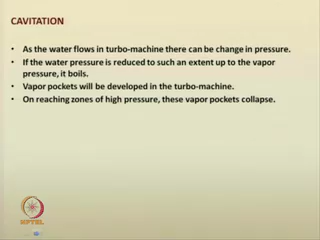 CAVITATION
• As the water flows in turbo-machine there can be change in pressure.
• If the water pressure is reduced to such an extent up to the vapor
pressure, it boils.
• Vapor pockets will be developed in the turbo-machine.
• On reaching zones of high pressure, these vapor pockets collapse.
NPTEL